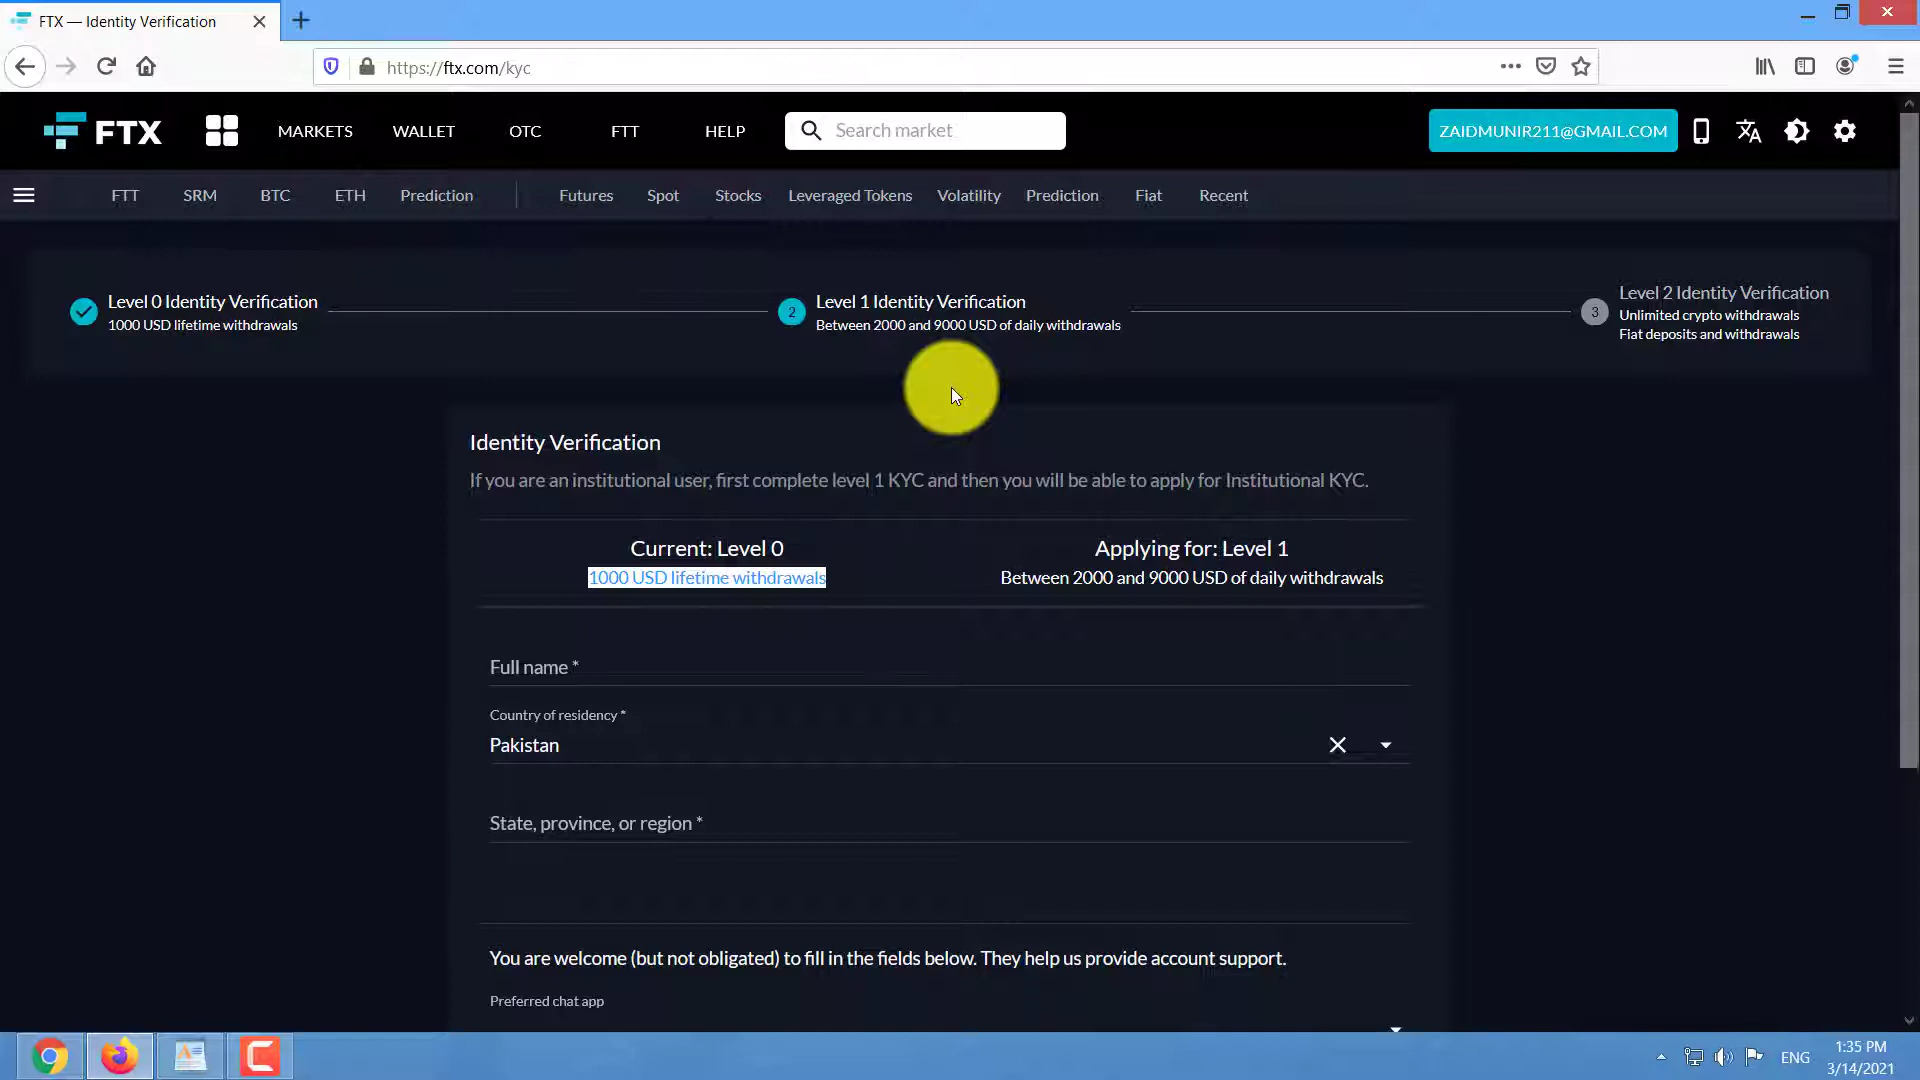 FTX — Identity Verification
https://ftx.com/kyc
FTX
MARKETS
WALLET
OTC
FTT
HELP
Search market
ZAIDMUNIR211@GMAIL.COM
FTT
SRM
BTC
ETH
Prediction
Futures
Spot
Stocks
Leveraged Tokens
Volatility
Prediction
Fiat
Recent
Level 0 Identity Verification
1000 USD lifetime withdrawals
2
Level 1 Identity Verification
Between 2000 and 9000 USD of daily withdrawals
3
Level 2 Identity Verification
Unlimited crypto withdrawals
Fiat deposits and withdrawals
Identity Verification
If you are an institutional user, first complete level 1 KYC and then you will be able to apply for Institutional KYC.
Current: Level 0
1000 USD lifetime withdrawals
Applying for: Level 1
Between 2000 and 9000 USD of daily withdrawals
Full name *
Country of residency *
Pakistan
State, province, or region *
You are welcome (but not obligated) to fill in the fields below. They help us provide account support.
Preferred chat app
ENG
1:35 PM
3/14/2021